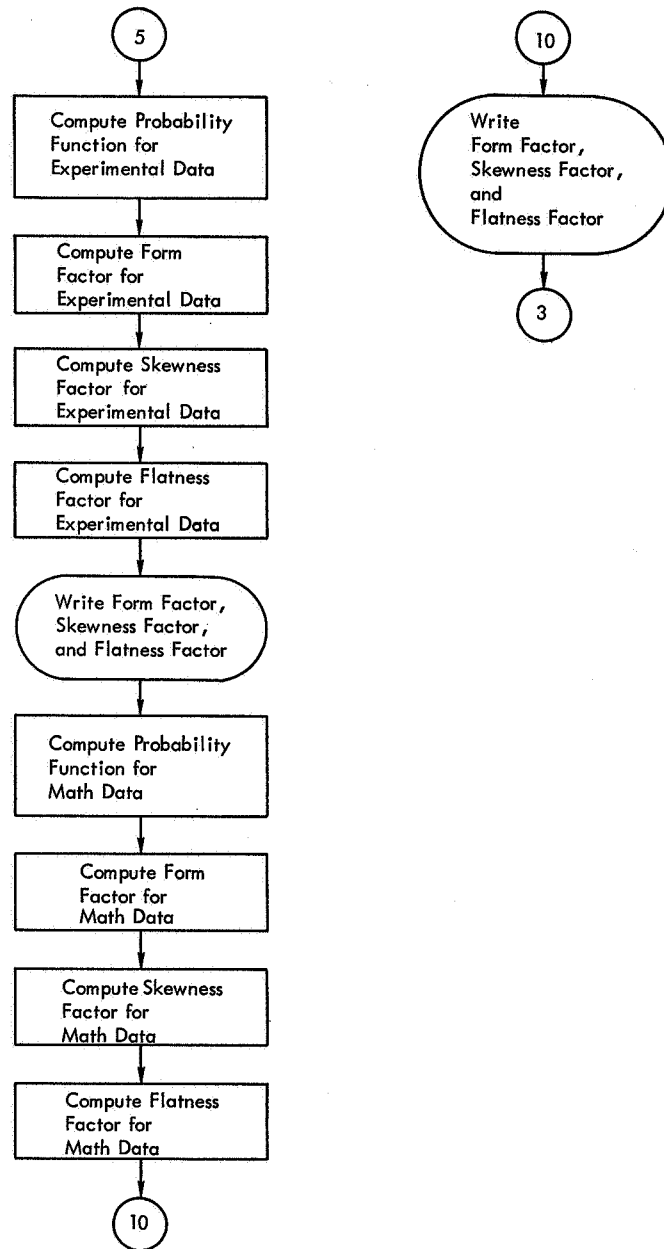 5
Compute Probability
Function for
Experimental Data
Compute Form
Factor for
Experimental Data
Compute Skewness
Factor for
Experimental Data
Compute Flatness
Factor for
Experimental Data
Write Form Factor,
Skewness Factor,
and Flatness Factor
Compute Probability
Function for
Math Data
Compute Form
Factor for
Math Data
Compute Skewness
Factor for
Math Data
Compute Flatness
Factor for
Math Data
10
10
Write
Form Factor,
Skewness Factor,
and
Flatness Factor
3